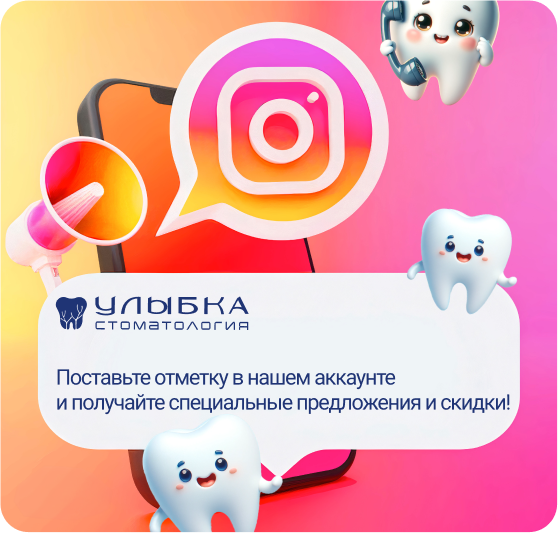 УЛЫБКА
СТОМАТОЛОГИЯ
Поставьте отметку в нашем аккаунте
и получайте специальные предложения и скидки!